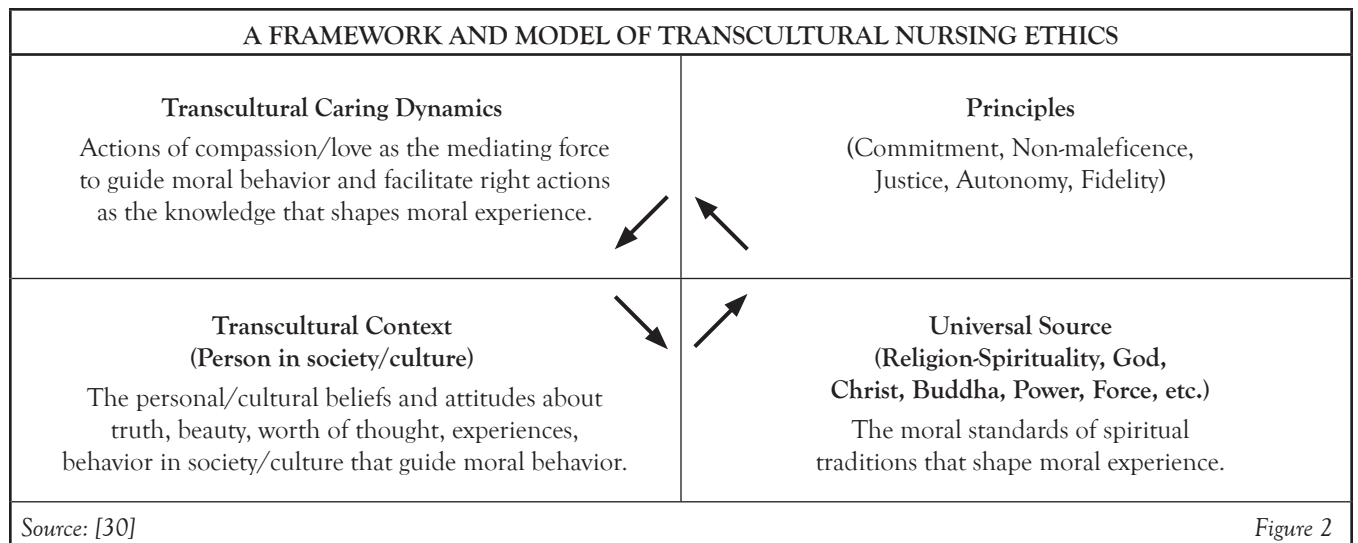 A FRAMEWORK AND MODEL OF TRANSCULTURAL NURSING ETHICS
Transcultural Caring Dynamics
Actions of compassion/love as the mediating force
to guide moral behavior and facilitate right actions
as the knowledge that shapes moral experience.
Principles
(Commitment, Non-maleficence,
Justice, Autonomy, Fidelity)
Transcultural Context
(Person in society/culture)
The personal/cultural beliefs and attitudes about
truth, beauty, worth of thought, experiences,
behavior in society/culture that guide moral behavior.
Universal Source
(Religion-Spirituality, God,
Christ, Buddha, Power, Force, etc.)
The moral standards of spiritual
traditions that shape moral experience.
Source: [30]
Figure 2